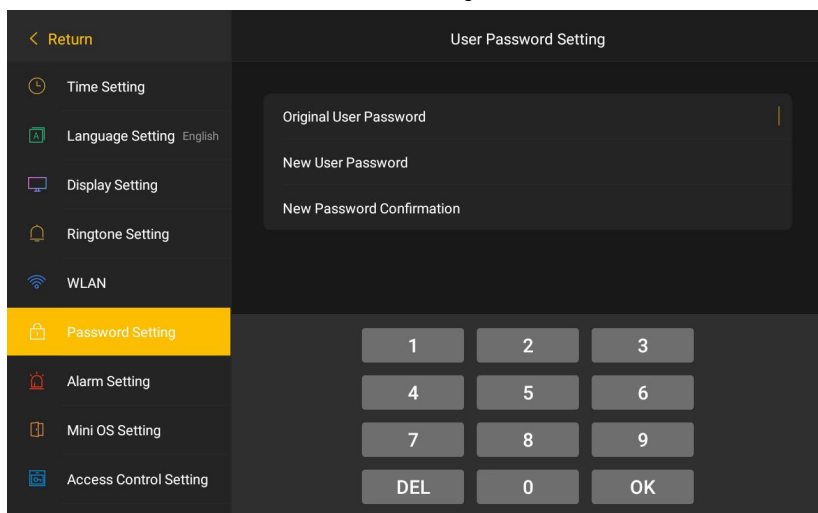 Return
User Password Setting
Time Setting
Language Setting English
Display Setting
Ringtone Setting
WLAN
Password Setting
Alarm Setting
Mini OS Setting
Access Control Setting
Original User Password
New User Password
New Password Confirmation
1 2 3
4 5 6
7 8 9
DEL 0 OK